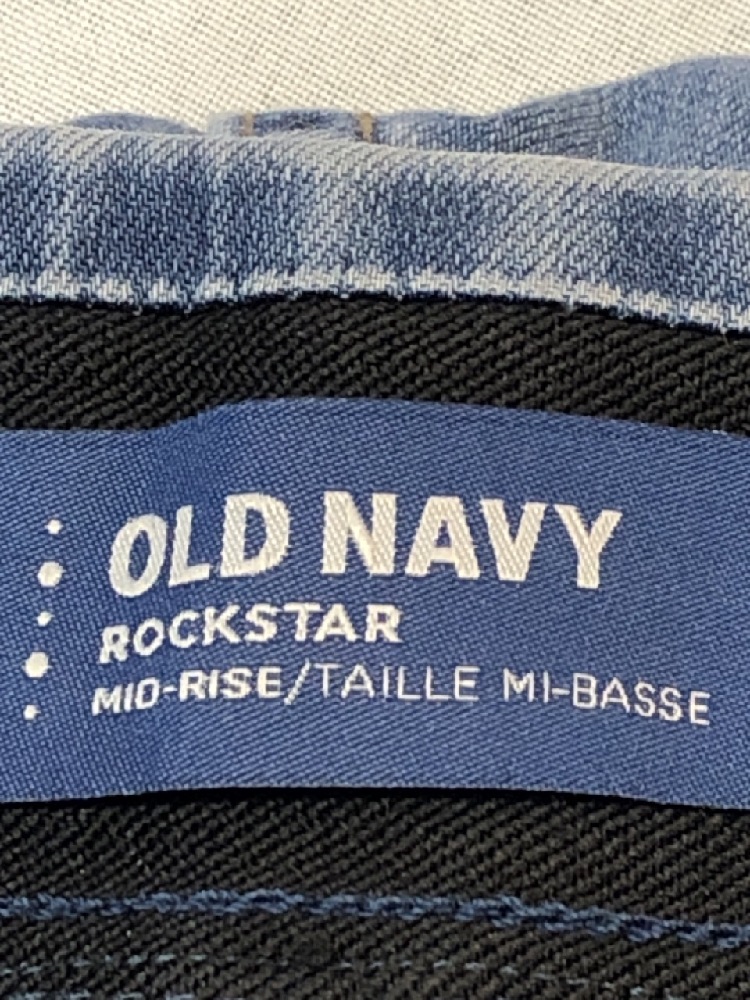 OLD NAVY
ROCKSTAR
MID-RISE/TAILLE MI-BASSE